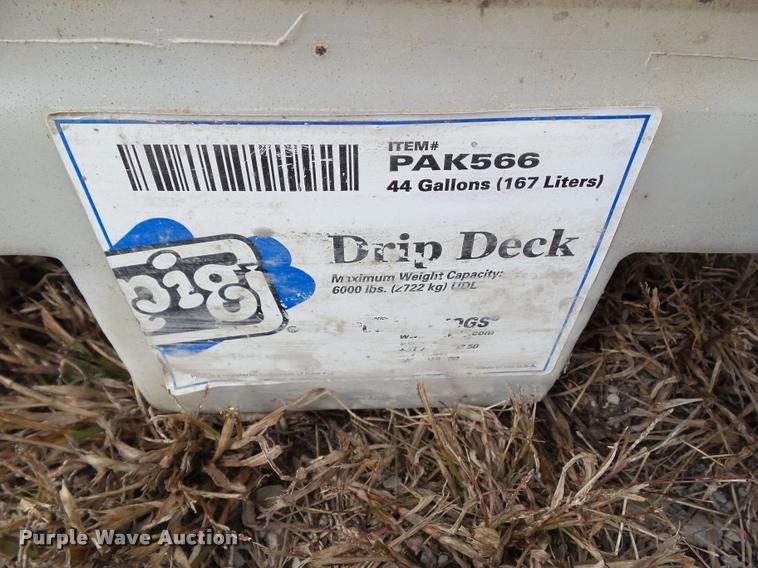 ITEM#
PAK566
44 Gallons (167 Liters)
pig
Drip Deck
Maximum Weight Capacity:
6000 lbs. (2722 kg) UDL
Purple Wave Auction